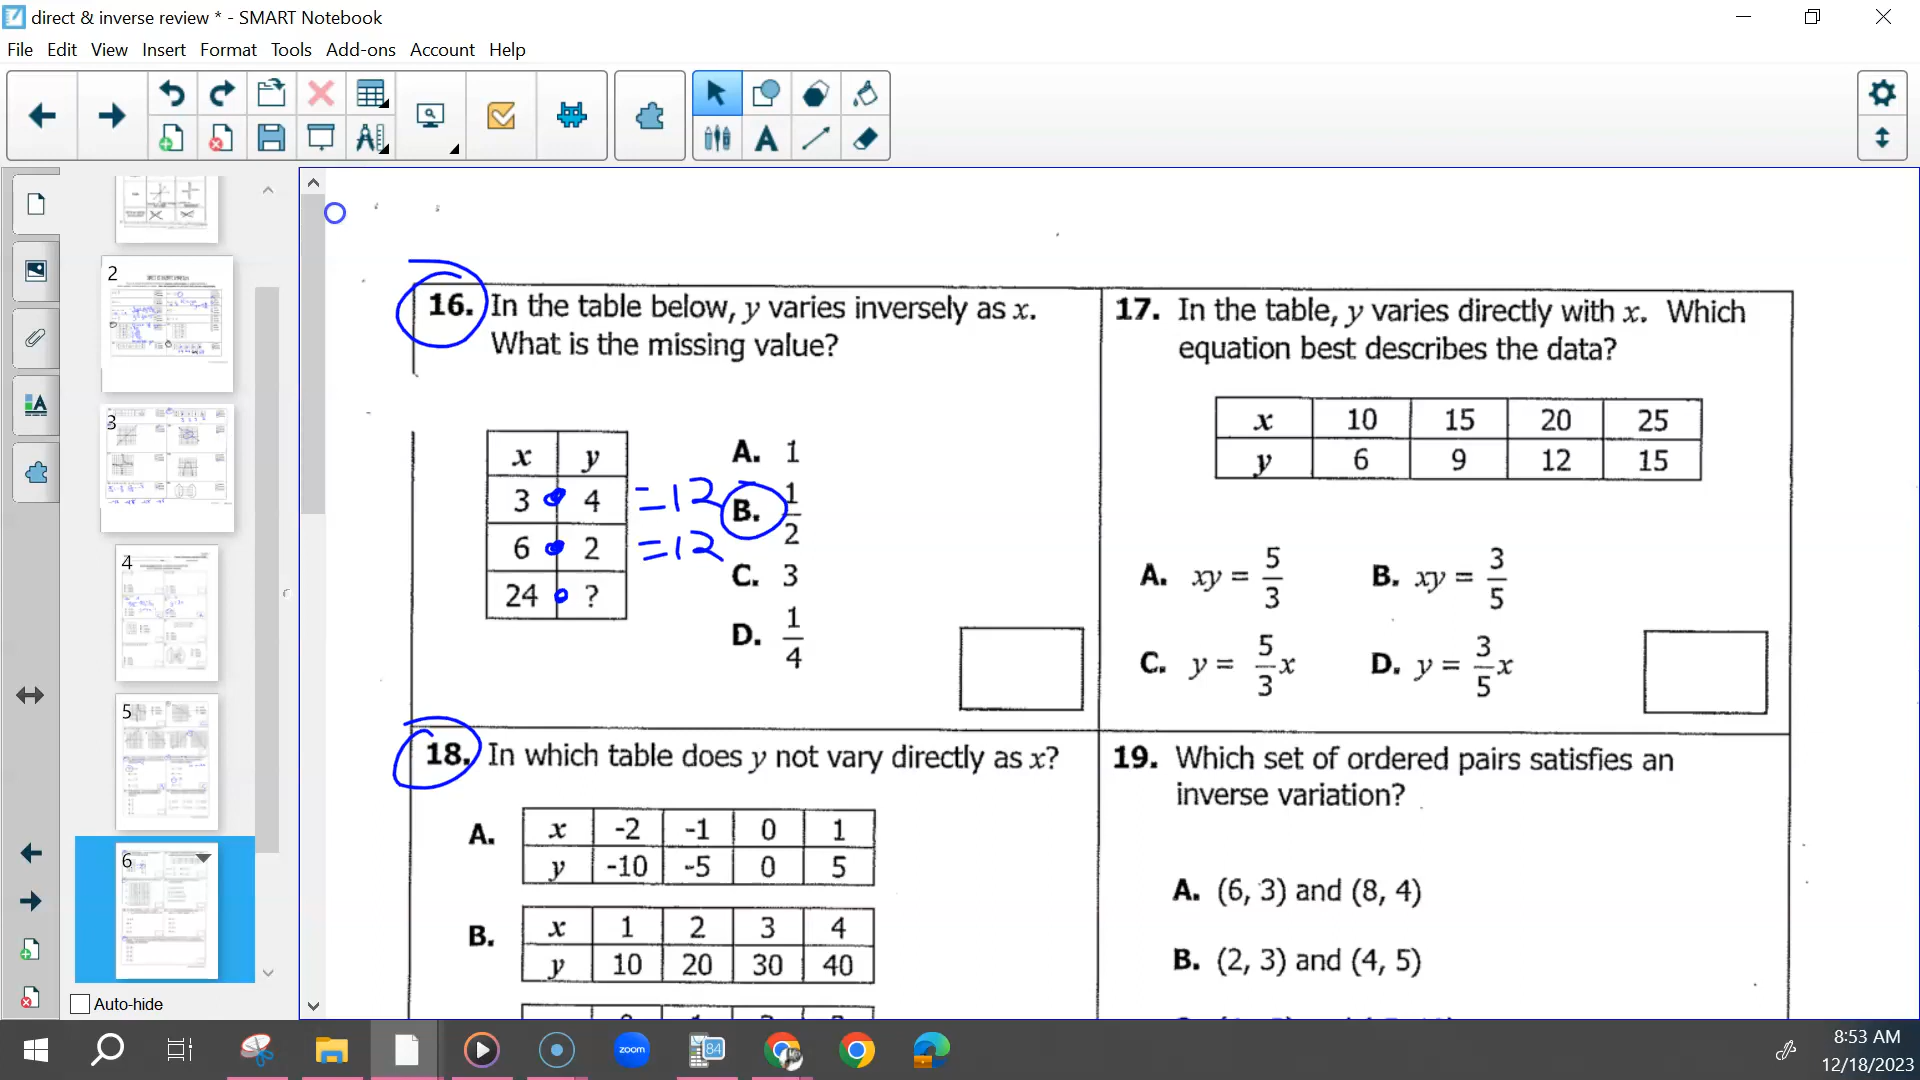 direct & inverse review * - SMART Notebook
File Edit View Insert Format Tools Add-ons Account Help
2
3
4
5
6
Auto-hide
16. In the table below, y varies inversely as x.
What is the missing value?
x y
3 • 4 = 12
6 • 2 = 12
24 • ?
A. 1
B. 1/2
C. 3
D. 1/4
17. In the table, y varies directly with x. Which
equation best describes the data?
x 10 15 20 25
y 6 9 12 15
A. xy = 5/3 B. xy = 3/5
C. y = 5/3 x D. y = 3/5 x
18. In which table does y not vary directly as x?
A.
x -2 -1 0 1
y -10 -5 0 5
B.
x 1 2 3 4
y 10 20 30 40
19. Which set of ordered pairs satisfies an
inverse variation?
A. (6, 3) and (8, 4)
B. (2, 3) and (4, 5)
zoom
84
8:53 AM
12/18/2023